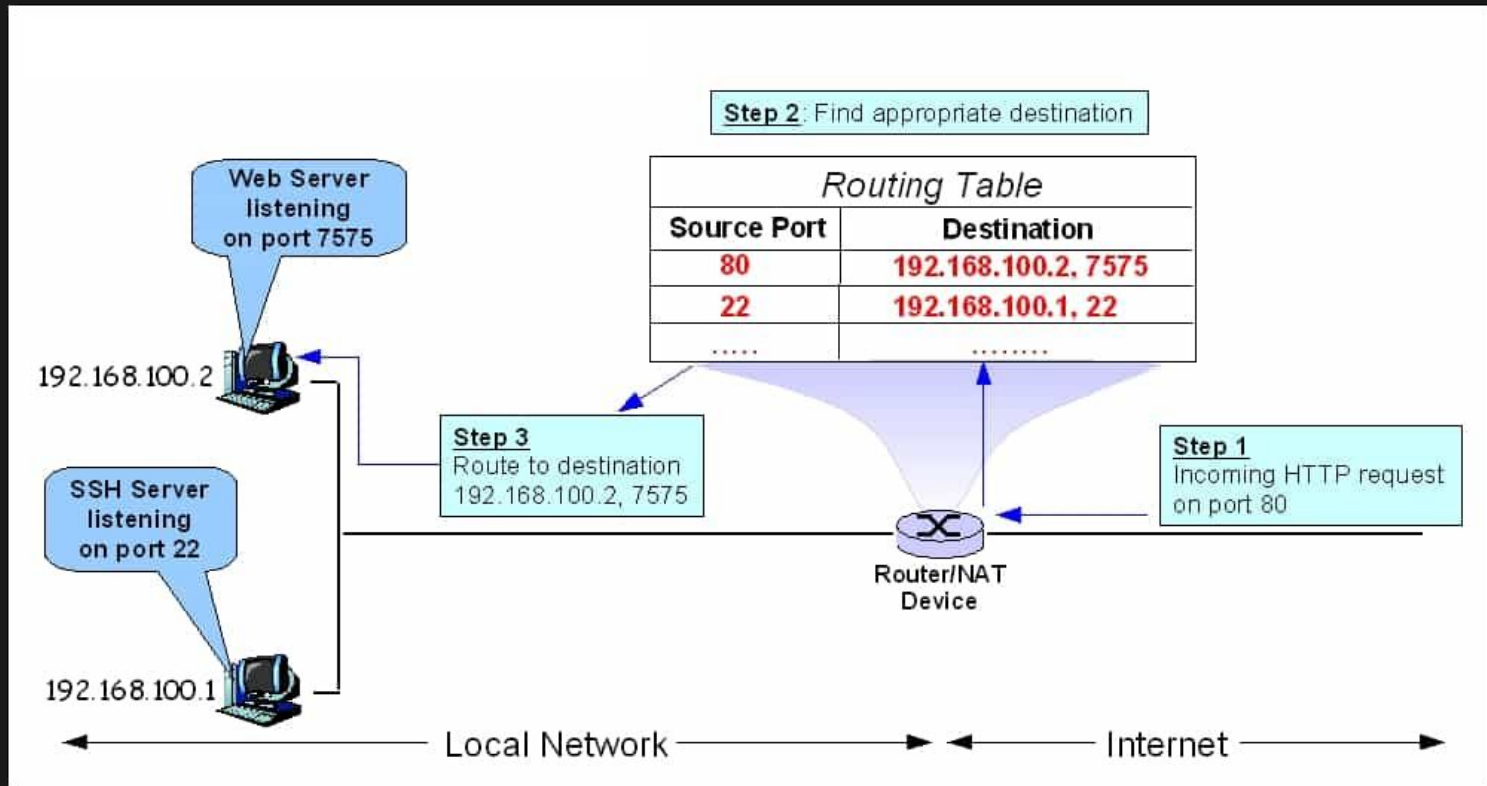 Step 2: Find appropriate destination
Routing Table
Source Port Destination
80 192.168.100.2, 7575
22 192.168.100.1, 22
..... ........
Web Server
listening
on port 7575
192.168.100.2
Step 3
Route to destination
192.168.100.2, 7575
Step 1
Incoming HTTP request
on port 80
SSH Server
listening
on port 22
Router/NAT
Device
192.168.100.1
Local Network
Internet